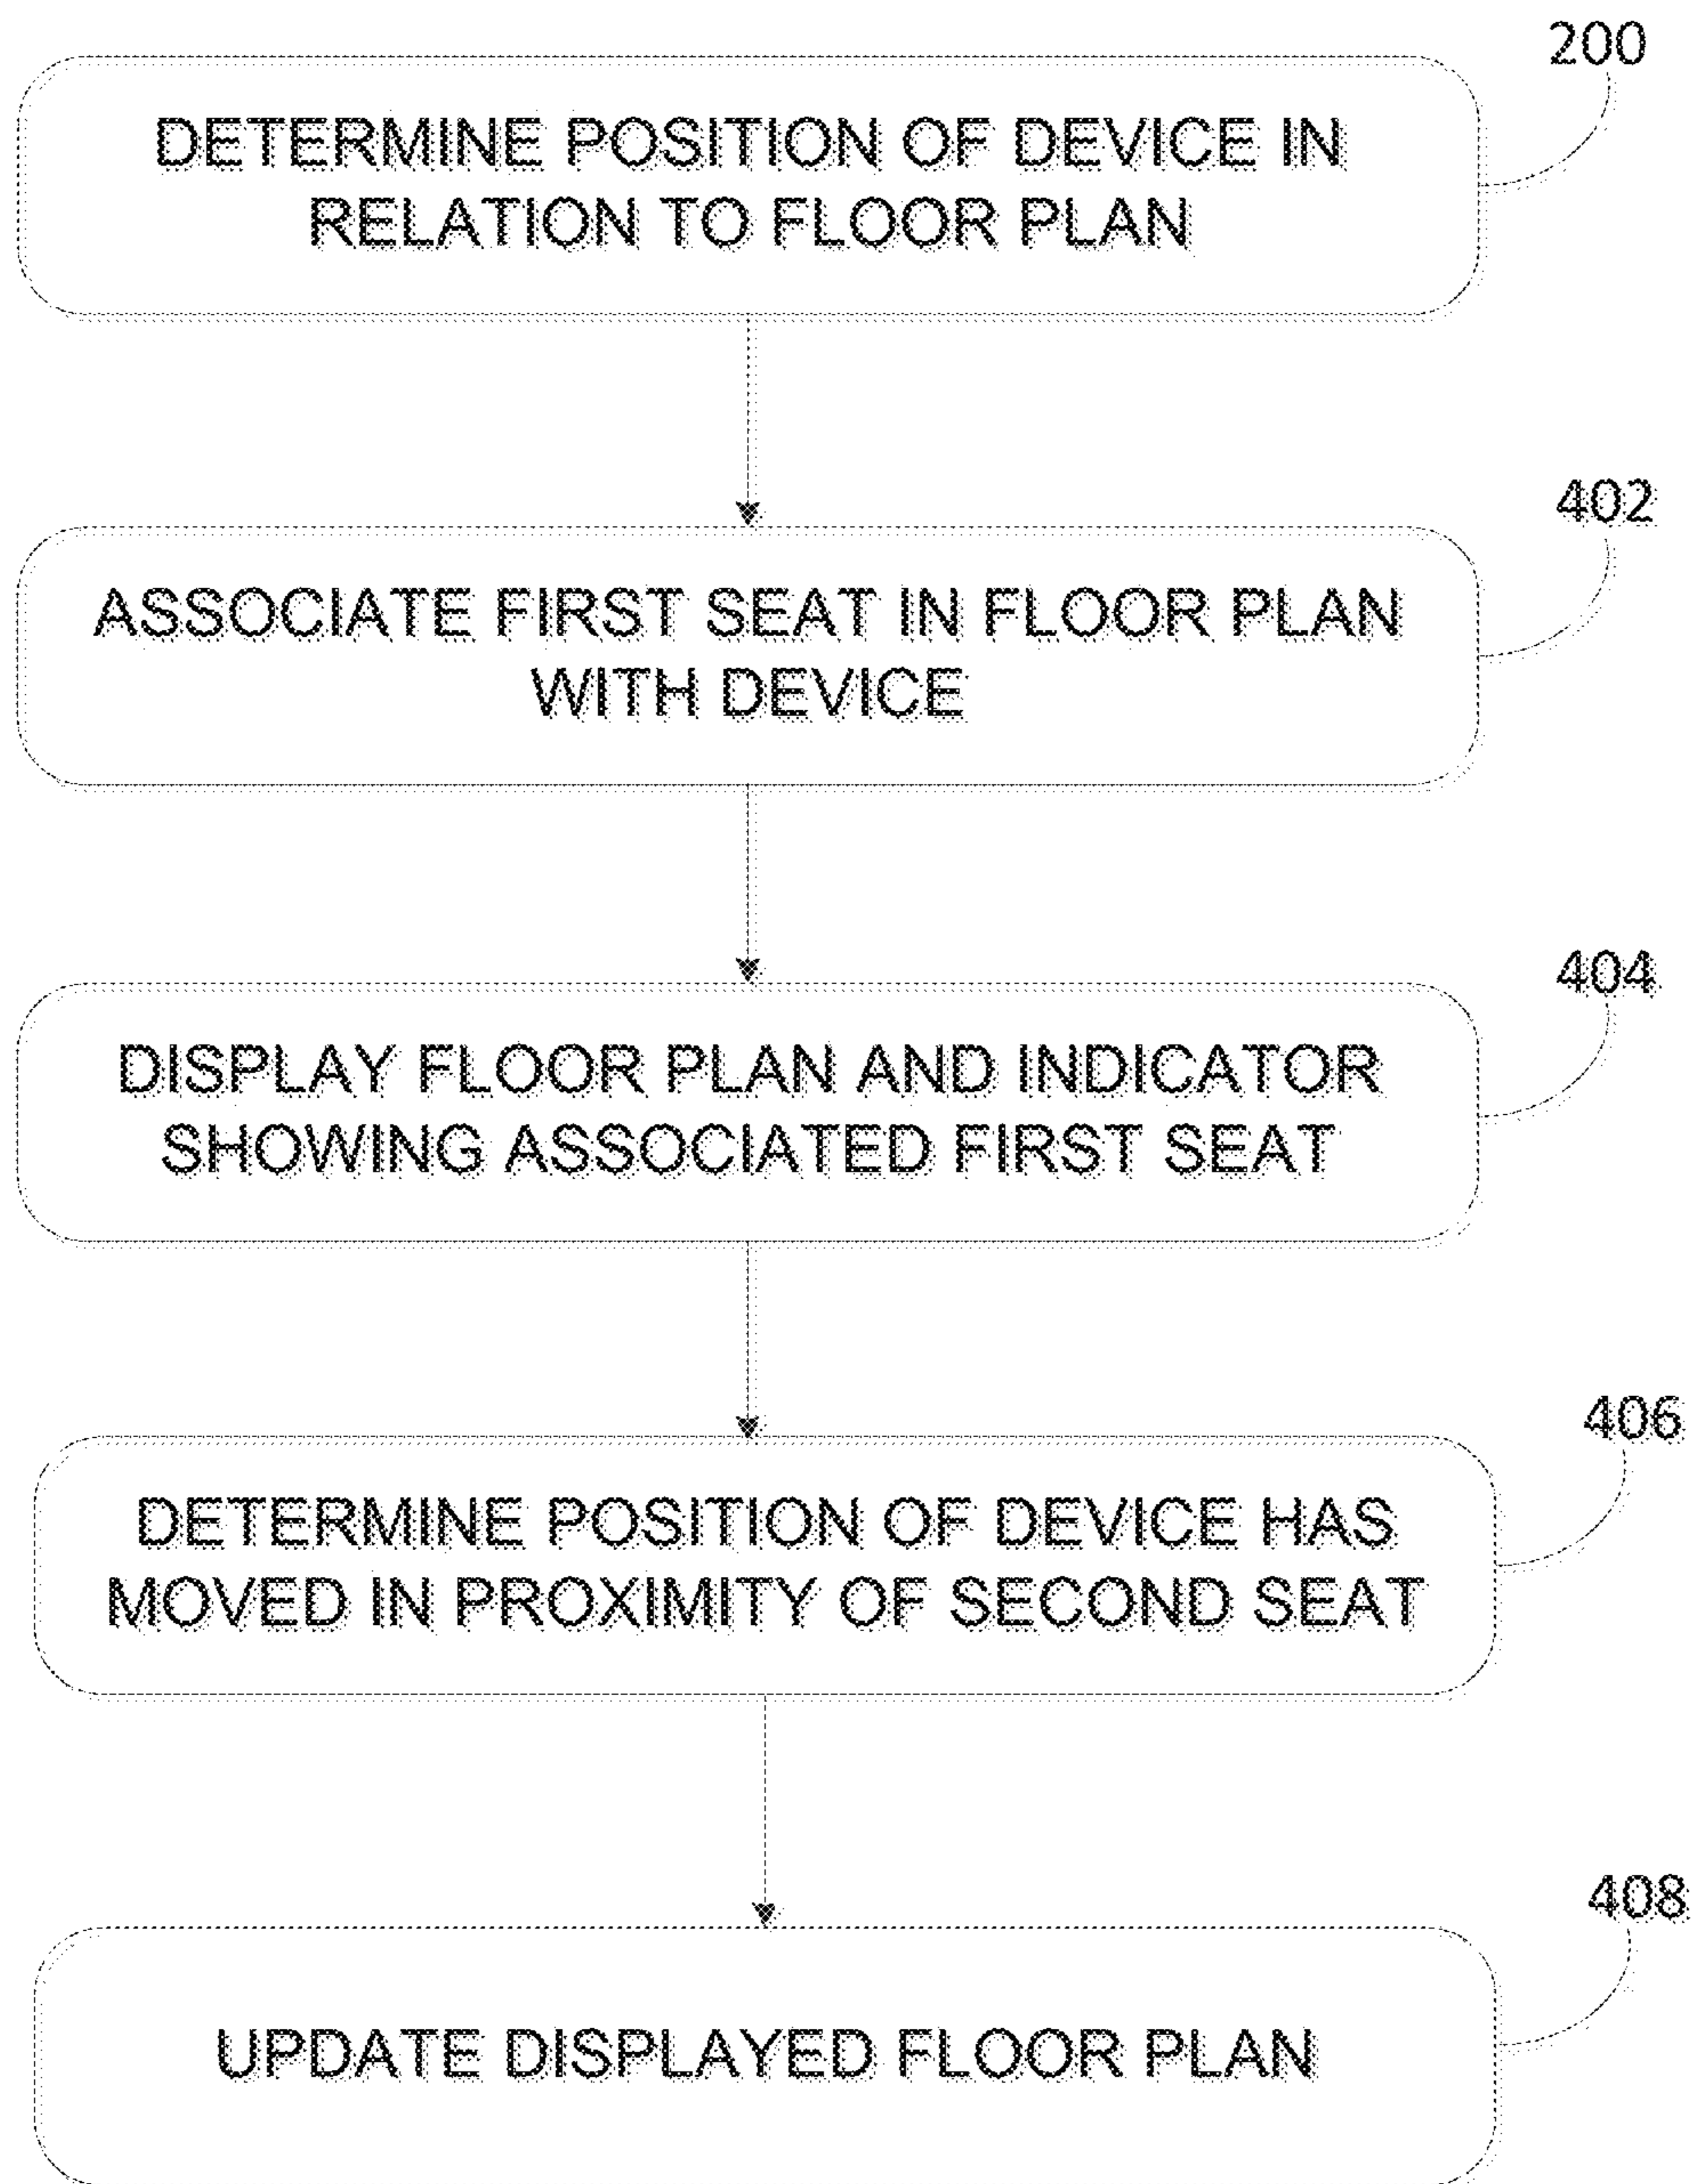 200
DETERMINE POSITION OF DEVICE IN
RELATION TO FLOOR PLAN
402
ASSOCIATE FIRST SEAT IN FLOOR PLAN
WITH DEVICE
404
DISPLAY FLOOR PLAN AND INDICATOR
SHOWING ASSOCIATED FIRST SEAT
406
DETERMINE POSITION OF DEVICE HAS
MOVED IN PROXIMITY OF SECOND SEAT
408
UPDATE DISPLAYED FLOOR PLAN